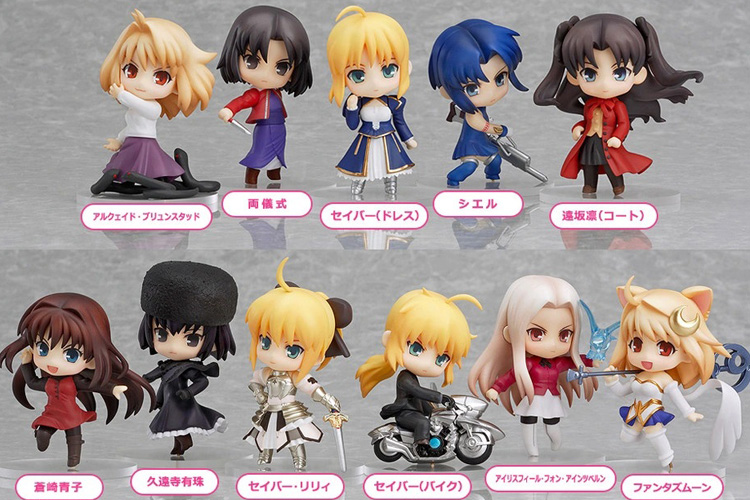 アルクェイド・ブリュンスタッド
両儀式
セイバー(ドレス)
シエル
遠坂凛(コート)
蒼崎青子
久遠寺有珠
セイバー・リリィ
セイバー(バイク)
アイリスフィール・フォン・アインツベルン
ファンタズムーン